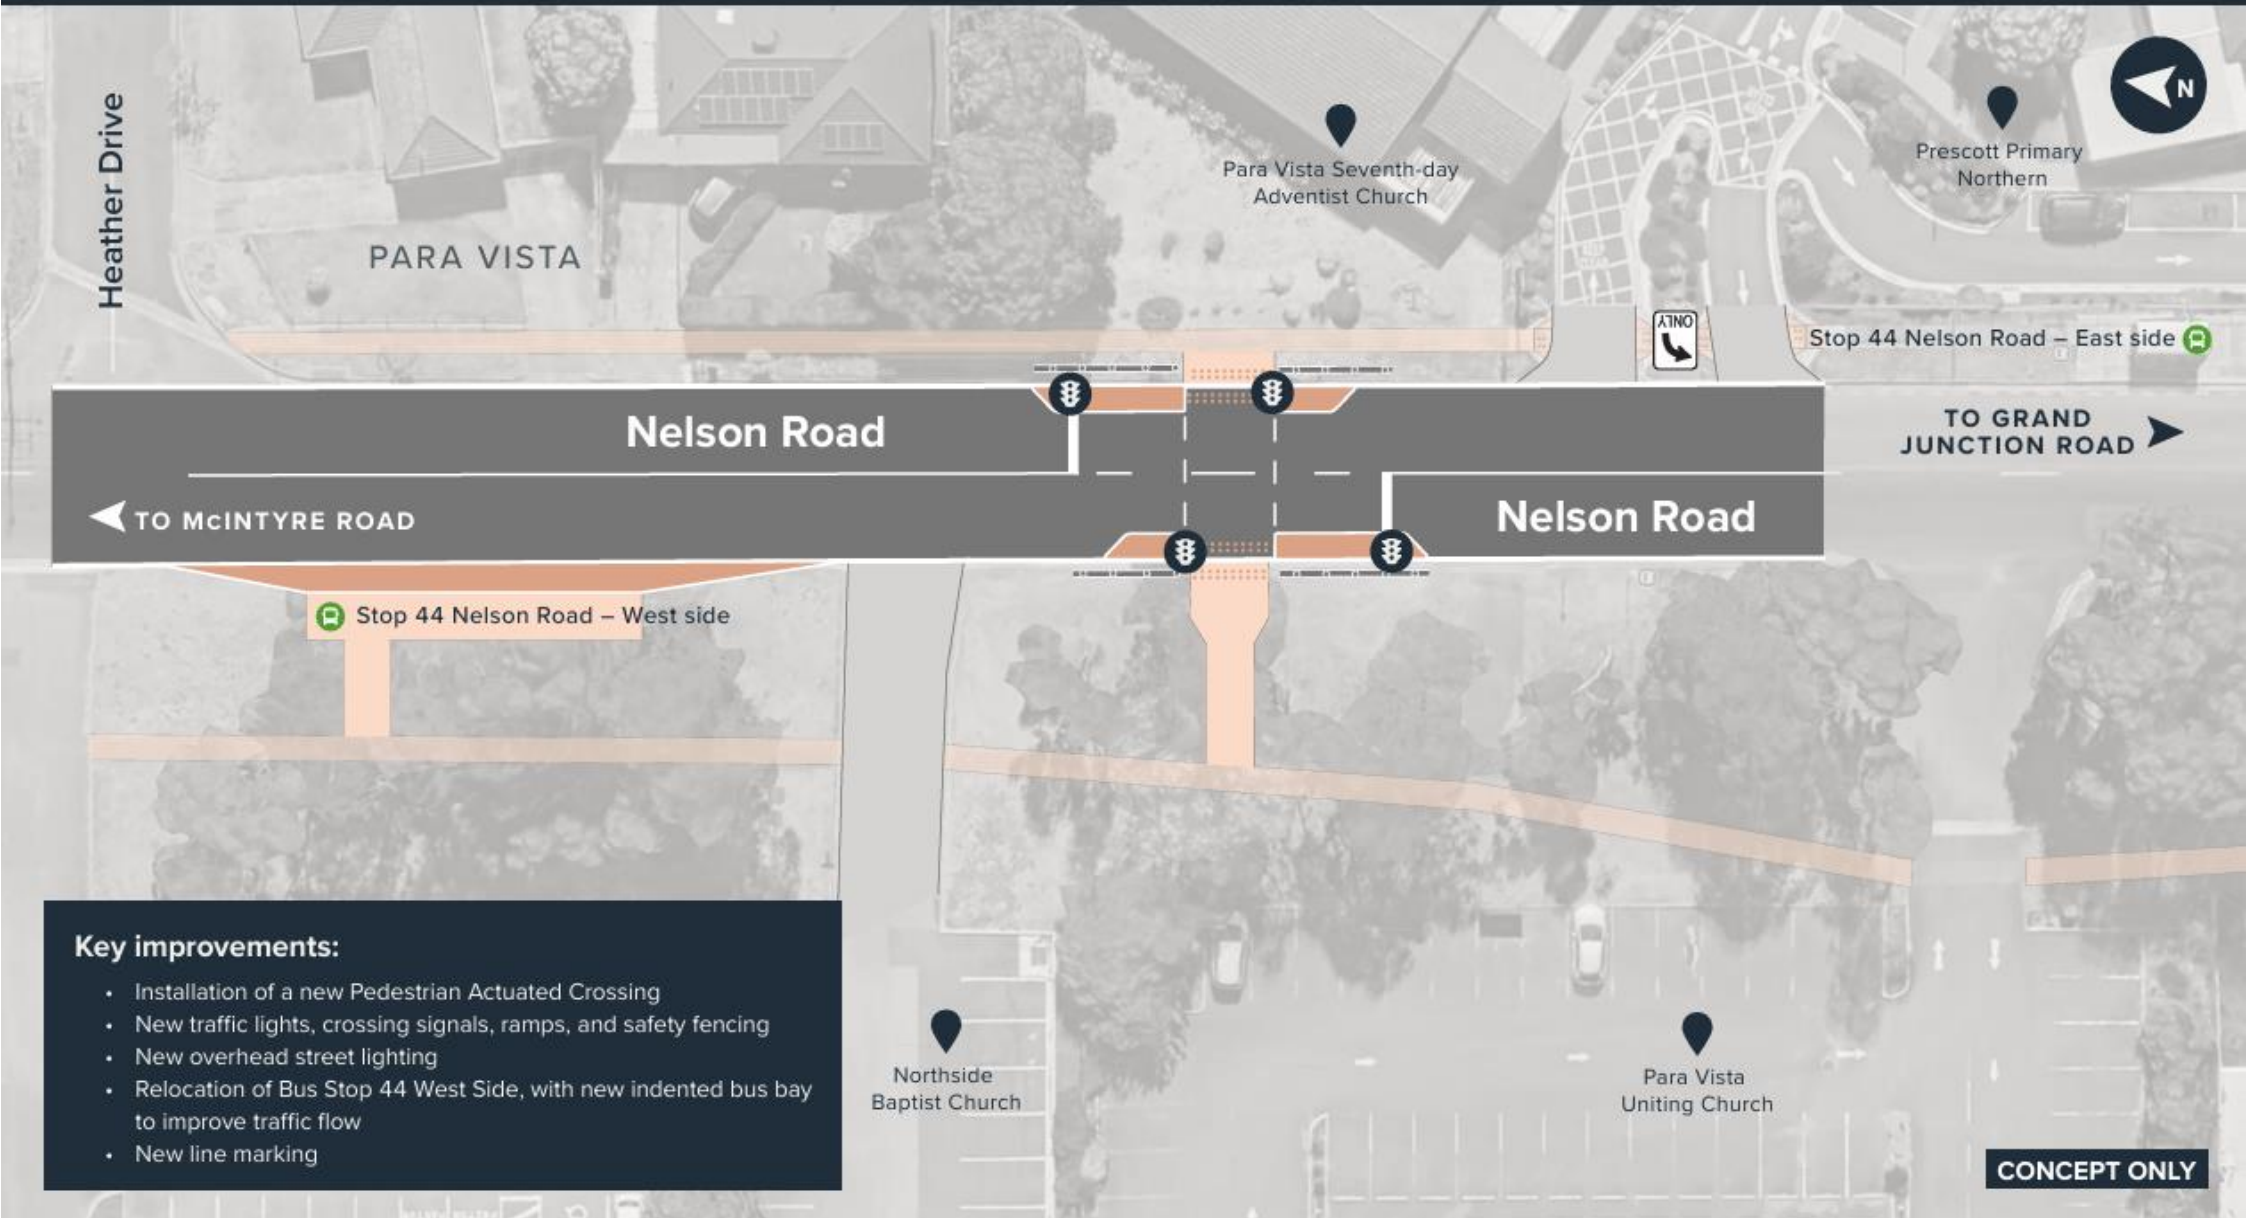 Heather Drive
PARA VISTA
Para Vista Seventh-day
Adventist Church
Prescott Primary
Northern
N
ONLY
Stop 44 Nelson Road – East side
Nelson Road
TO GRAND
JUNCTION ROAD
TO McINTYRE ROAD
Nelson Road
Stop 44 Nelson Road – West side
Key improvements:
• Installation of a new Pedestrian Actuated Crossing
• New traffic lights, crossing signals, ramps, and safety fencing
• New overhead street lighting
• Relocation of Bus Stop 44 West Side, with new indented bus bay
to improve traffic flow
• New line marking
Northside
Baptist Church
Para Vista
Uniting Church
CONCEPT ONLY